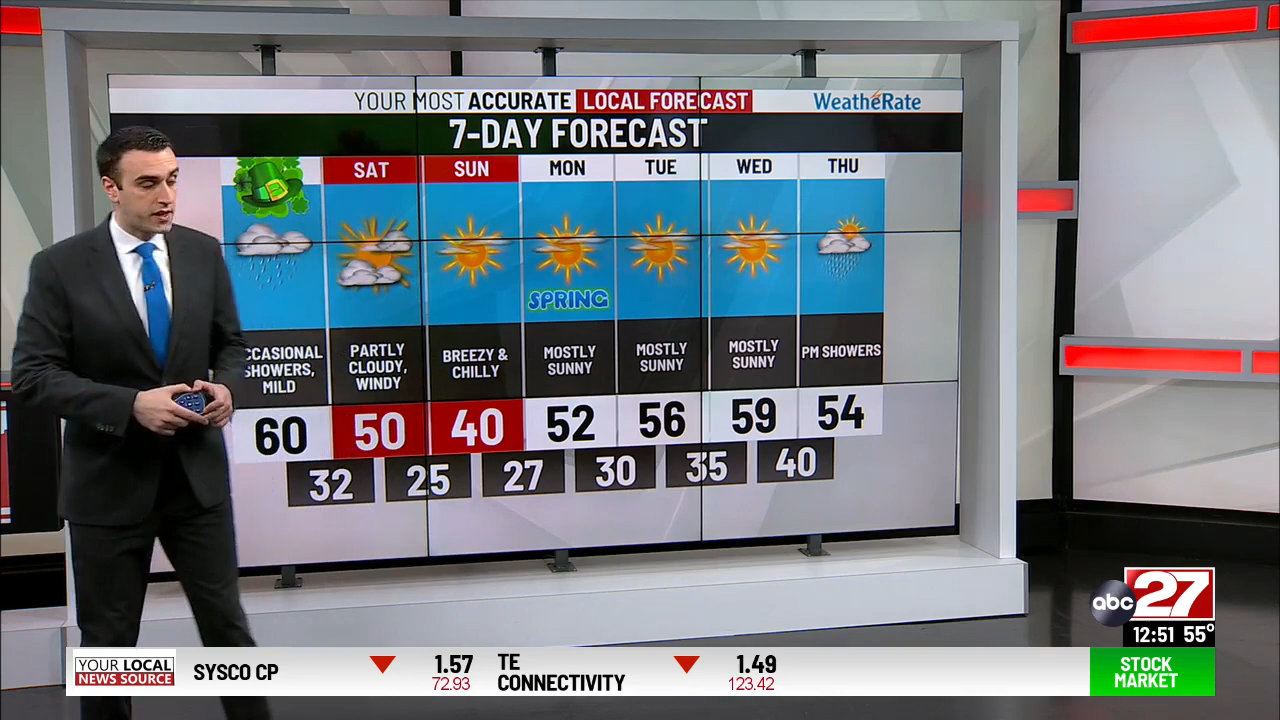 YOUR MOST ACCURATE LOCAL FORECAST
WeatheRate
7-DAY FORECAST
SAT
SUN
MON
TUE
WED
THU
SPRING
CCASIONAL
SHOWERS,
MILD
PARTLY
CLOUDY,
WINDY
BREEZY &
CHILLY
MOSTLY
SUNNY
MOSTLY
SUNNY
MOSTLY
SUNNY
PM SHOWERS
60
50
40
52
56
59
54
32
25
27
30
35
40
abc 27
12:51 55°
YOUR LOCAL
NEWS SOURCE
SYSCO CP
1.57
72.93
TE
CONNECTIVITY
1.49
123.42
STOCK
MARKET